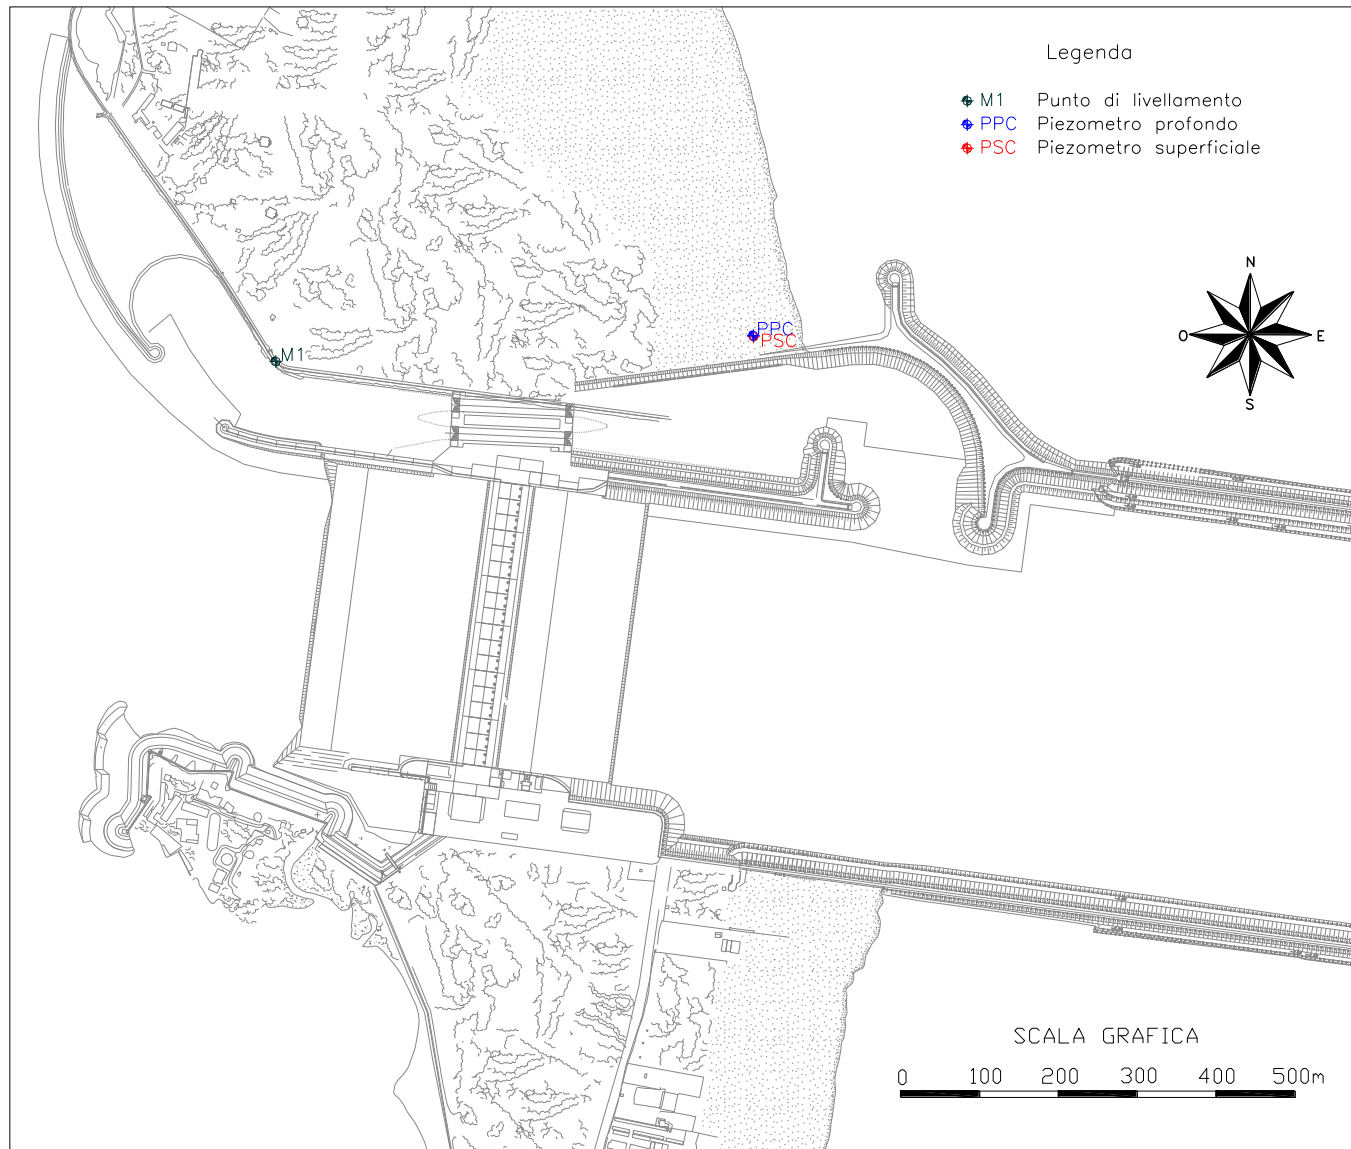 Legenda
M1 Punto di livellamento
PPC Piezometro profondo
PSC Piezometro superficiale
N
O E
S
PPC
PSC
M1
SCALA GRAFICA
0 100 200 300 400 500m